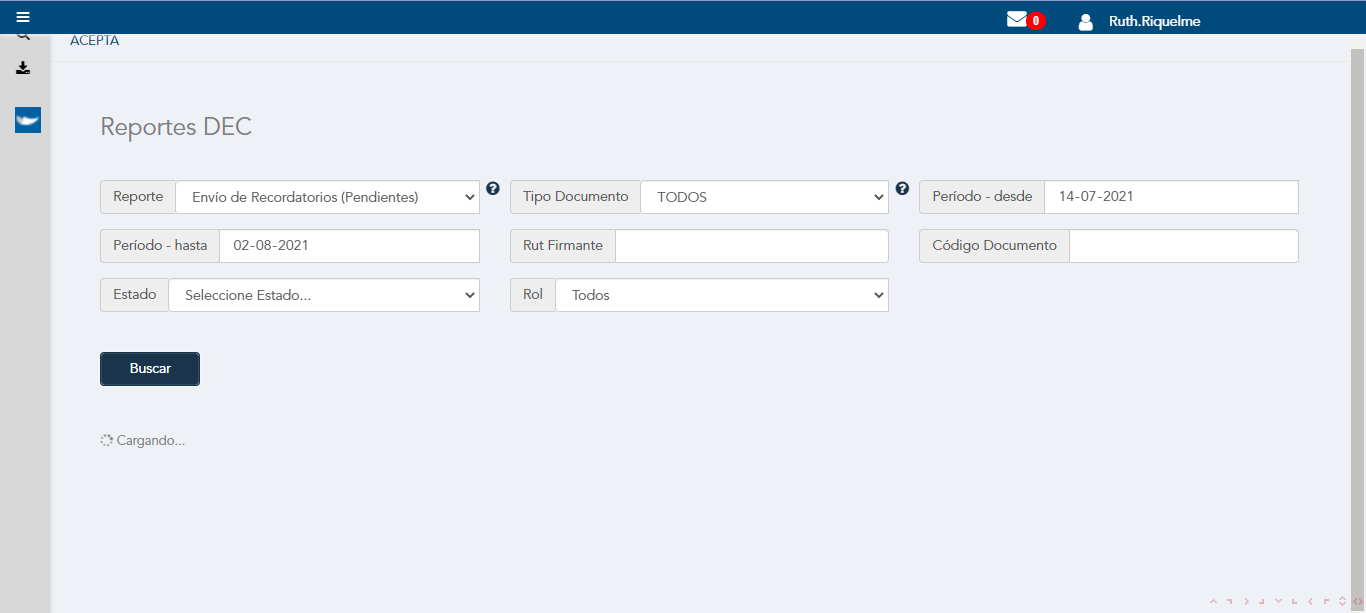 0 Ruth.Riquelme
ACEPTA
Reportes DEC
Reporte Envío de Recordatorios (Pendientes) Tipo Documento TODOS Período - desde 14-07-2021
Período - hasta 02-08-2021 Rut Firmante Código Documento
Estado Seleccione Estado... Rol Todos
Buscar
Cargando...